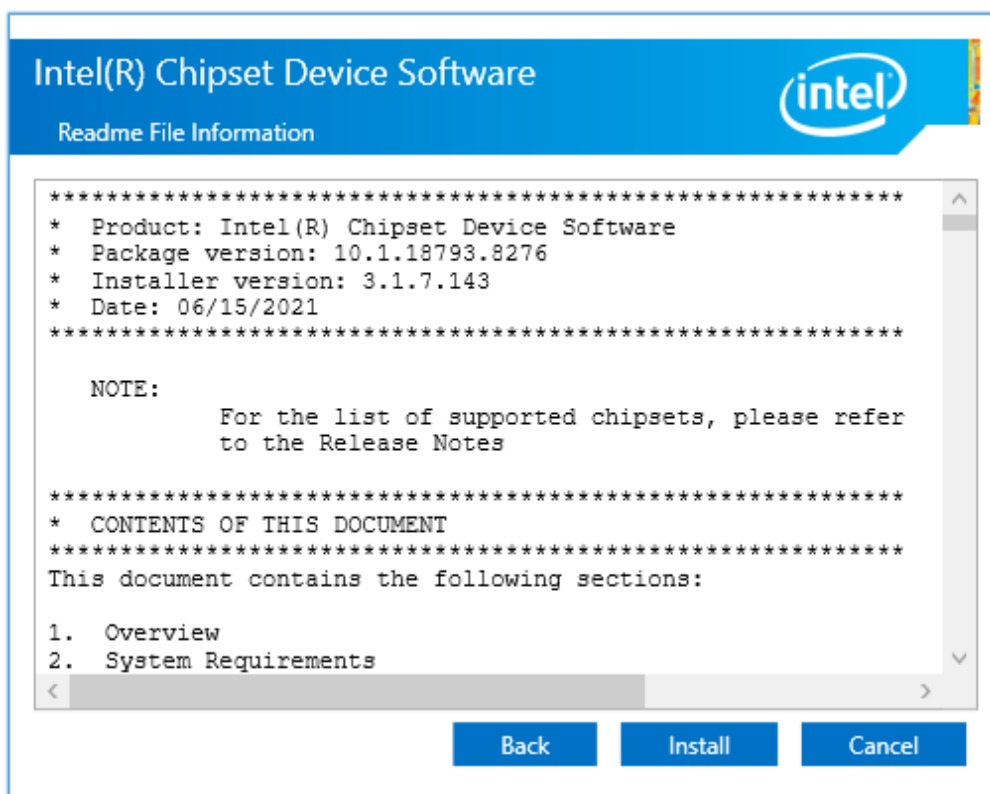 Intel(R) Chipset Device Software
intel
Readme File Information
************************************************************
*  Product: Intel(R) Chipset Device Software
*  Package version: 10.1.18793.8276
*  Installer version: 3.1.7.143
*  Date: 06/15/2021
************************************************************
NOTE:
For the list of supported chipsets, please refer
to the Release Notes
************************************************************
*  CONTENTS OF THIS DOCUMENT
************************************************************
This document contains the following sections:
1.  Overview
2.  System Requirements
Back
Install
Cancel